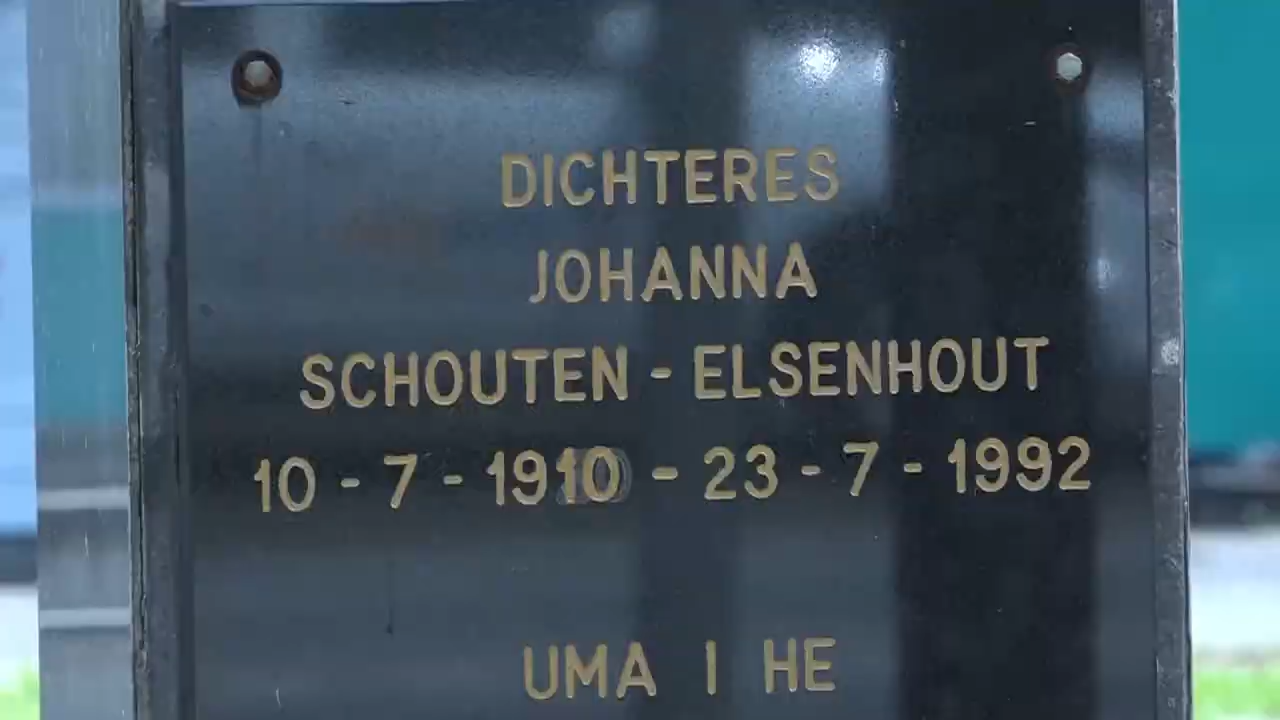 DICHTERES
JOHANNA
SCHOUTEN - ELSENHOUT
10 - 7 - 1910 - 23 - 7 - 1992
UMA I HE